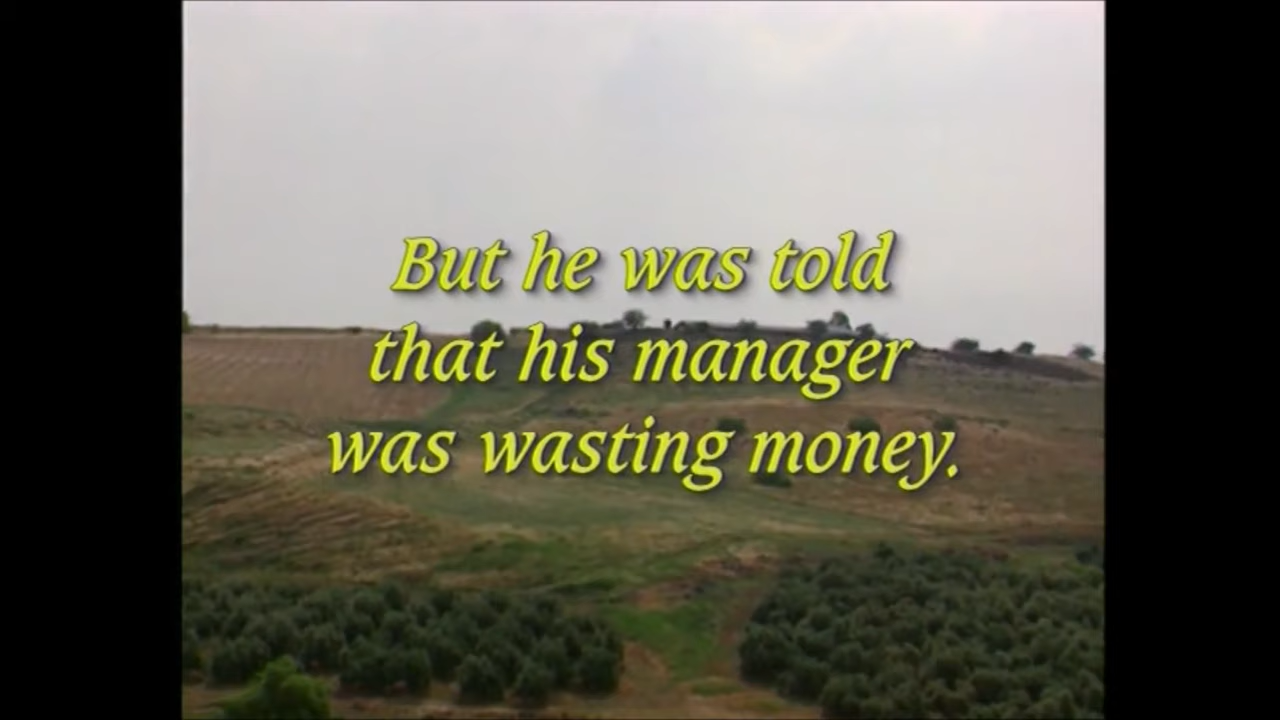 But he was told
that his manager
was wasting money.